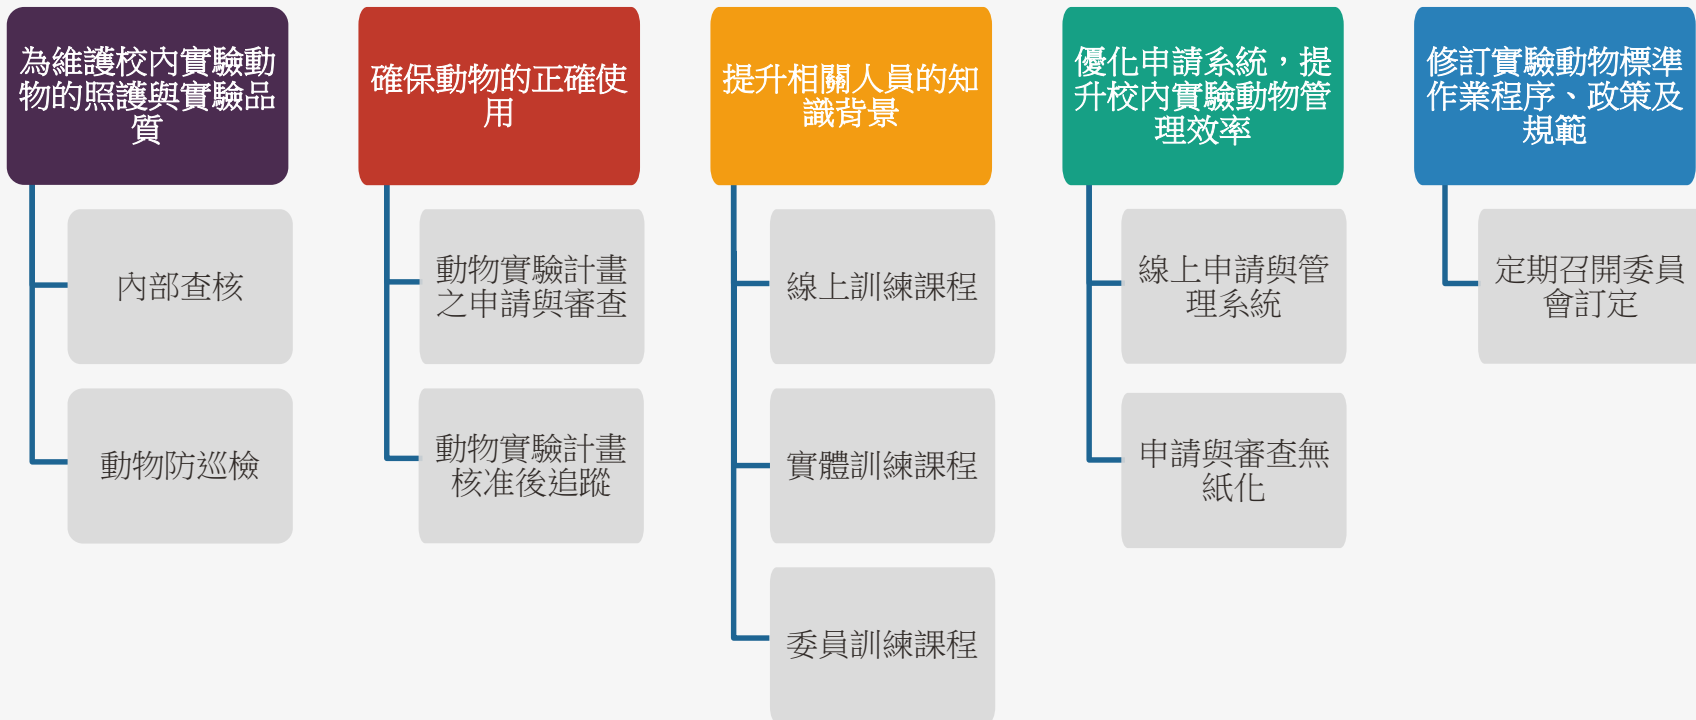 為維護校內實驗動
物的照護與實驗品
質
內部查核
動物防巡檢
確保動物的正確使
用
動物實驗計畫
之申請與審查
動物實驗計畫
核准後追蹤
提升相關人員的知
識背景
線上訓練課程
實體訓練課程
委員訓練課程
優化申請系統，提
升校內實驗動物管
理效率
線上申請與管
理系統
申請與審查無
紙化
修訂實驗動物標準
作業程序、政策及
規範
定期召開委員
會訂定